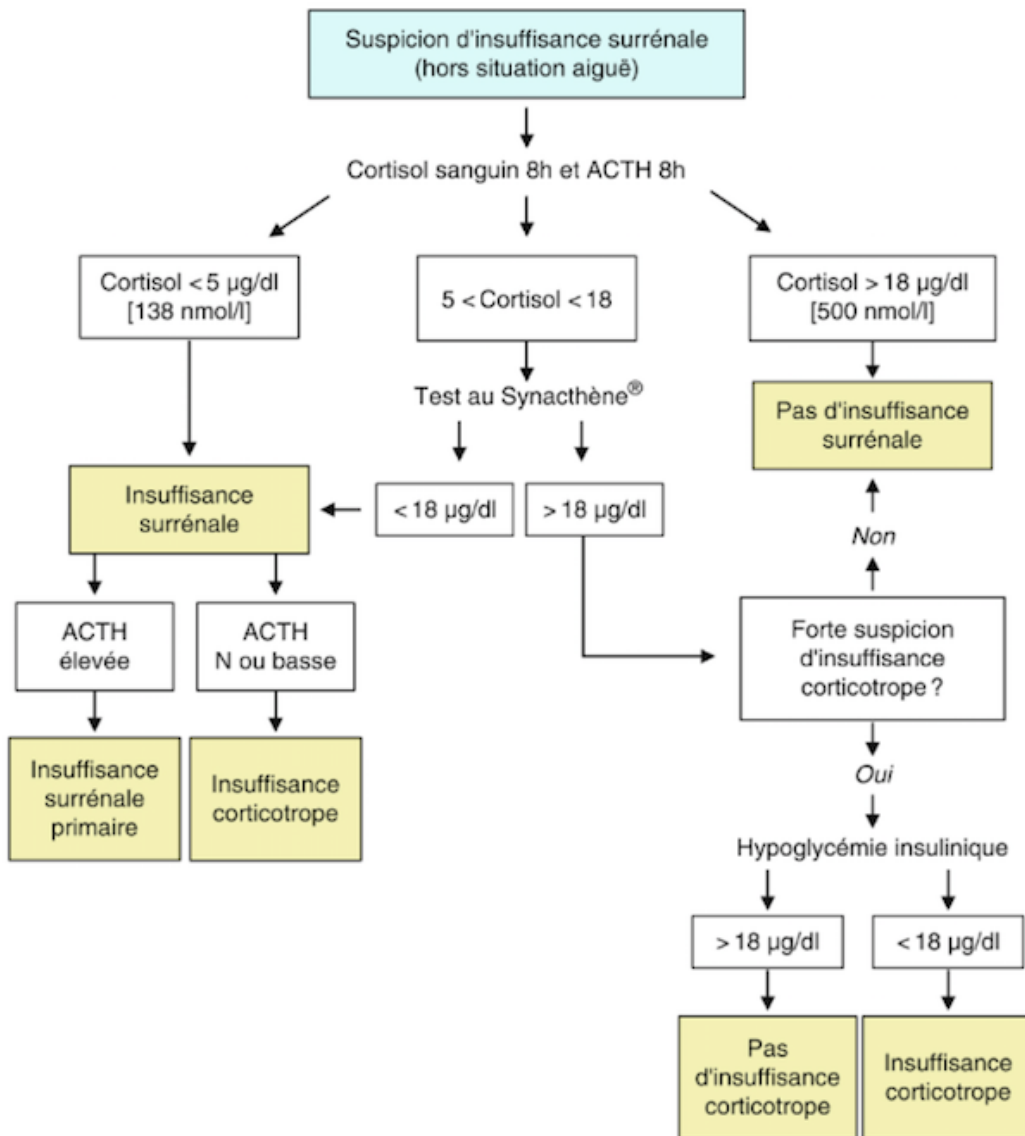 Suspicion d'insuffisance surrénale
(hors situation aiguë)
Cortisol sanguin 8h et ACTH 8h
Cortisol < 5 µg/dl
[138 nmol/l]
5 < Cortisol < 18
Cortisol > 18 µg/dl
[500 nmol/l]
Test au Synacthène®
Pas d'insuffisance
surrénale
Insuffisance
surrénale
< 18 µg/dl
> 18 µg/dl
Non
ACTH
élevée
ACTH
N ou basse
Forte suspicion
d'insuffisance
corticotrope ?
Insuffisance
surrénale
primaire
Insuffisance
corticotrope
Oui
Hypoglycémie insulinique
> 18 µg/dl
< 18 µg/dl
Pas
d'insuffisance
corticotrope
Insuffisance
corticotrope